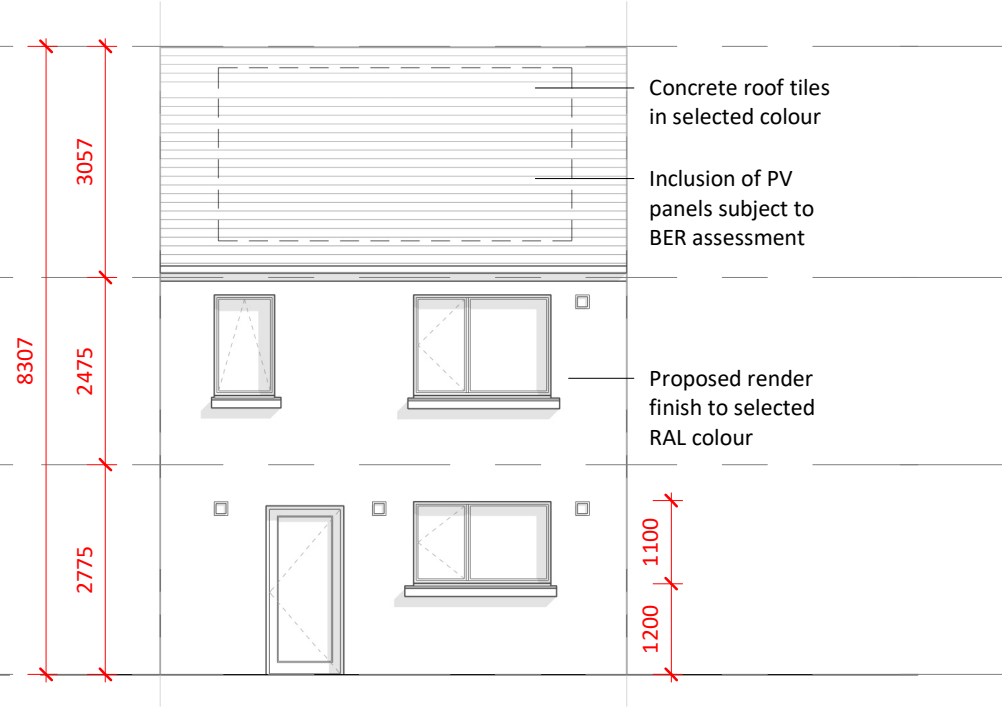 Concrete roof tiles
in selected colour
3057
Inclusion of PV
panels subject to
BER assessment
8307
2475
Proposed render
finish to selected
RAL colour
2775
1100
1200